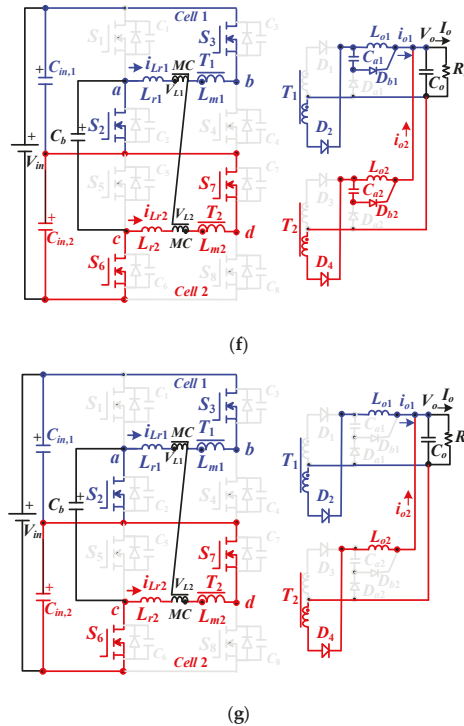 Cell 1
S1
C1
S3
C3
Lo1
io1
Vo
Io
D1
Ca1
Db1
Da1
Co
R
Cin,1
iLr1
MC
T1
a
Lr1
VL1
Lm1
b
T1
S2
C2
S4
C4
D2
io2
Cb
Vin
S5
C5
S7
C7
Lo2
D3
Ca2
Db2
Da2
iLr2
VL2
T2
Cin,2
c
Lr2
MC
Lm2
d
T2
S6
C6
S8
C8
D4
Cell 2
(f)
Cell 1
S1
C1
S3
C3
Lo1
io1
Vo
Io
D1
Ca1
Db1
Da1
Co
R
Cin,1
iLr1
MC
T1
a
Lr1
VL1
Lm1
b
T1
S2
C2
S4
C4
D2
io2
Cb
Vin
S5
C5
S7
C7
Lo2
D3
Ca2
Db2
Da2
iLr2
VL2
T2
Cin,2
c
Lr2
MC
Lm2
d
T2
S6
C6
S8
C8
D4
Cell 2
(g)